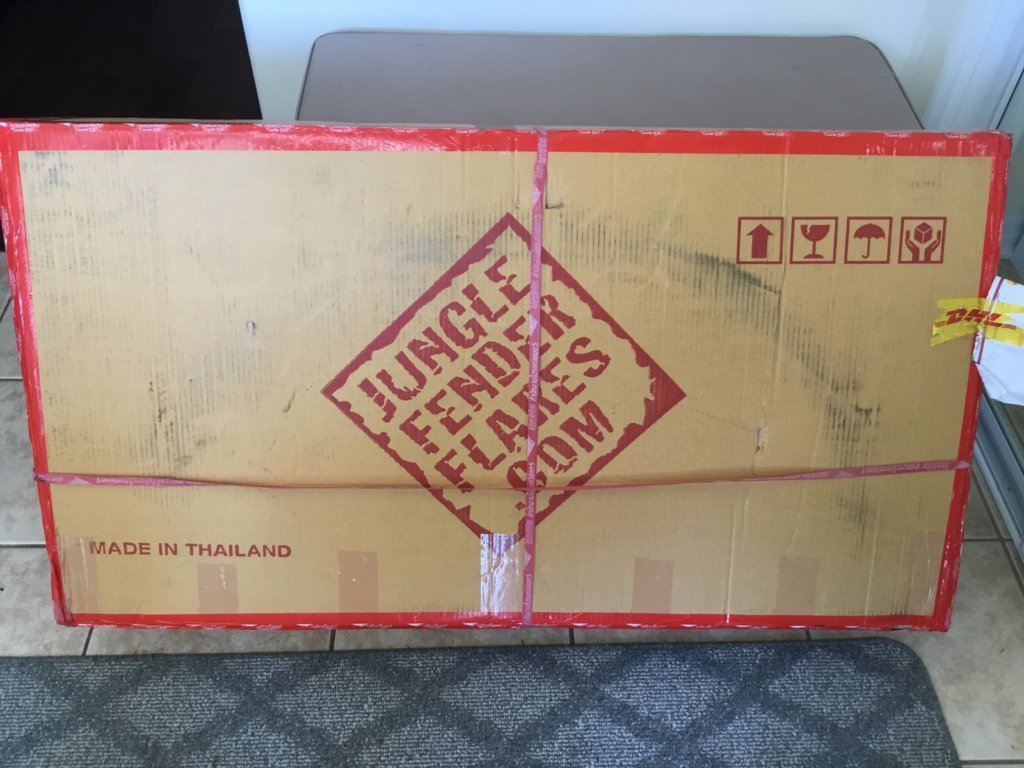 JUNGLE
FENDER
FLARES
.COM
DHL
MADE IN THAILAND